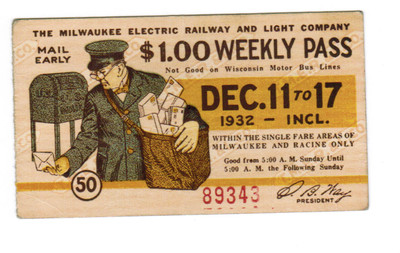 THE MILWAUKEE ELECTRIC RAILWAY AND LIGHT COMPANY
MAIL
EARLY
$1.00 WEEKLY PASS
Not Good on Wisconsin Motor Bus Lines
DEC. 11 TO 17
1932 – INCL.
WITHIN THE SINGLE FARE AREAS OF
MILWAUKEE AND RACINE ONLY
Good from 5:00 A. M. Sunday Until
5:00 A. M. the Following Sunday
50
89343
PRESIDENT